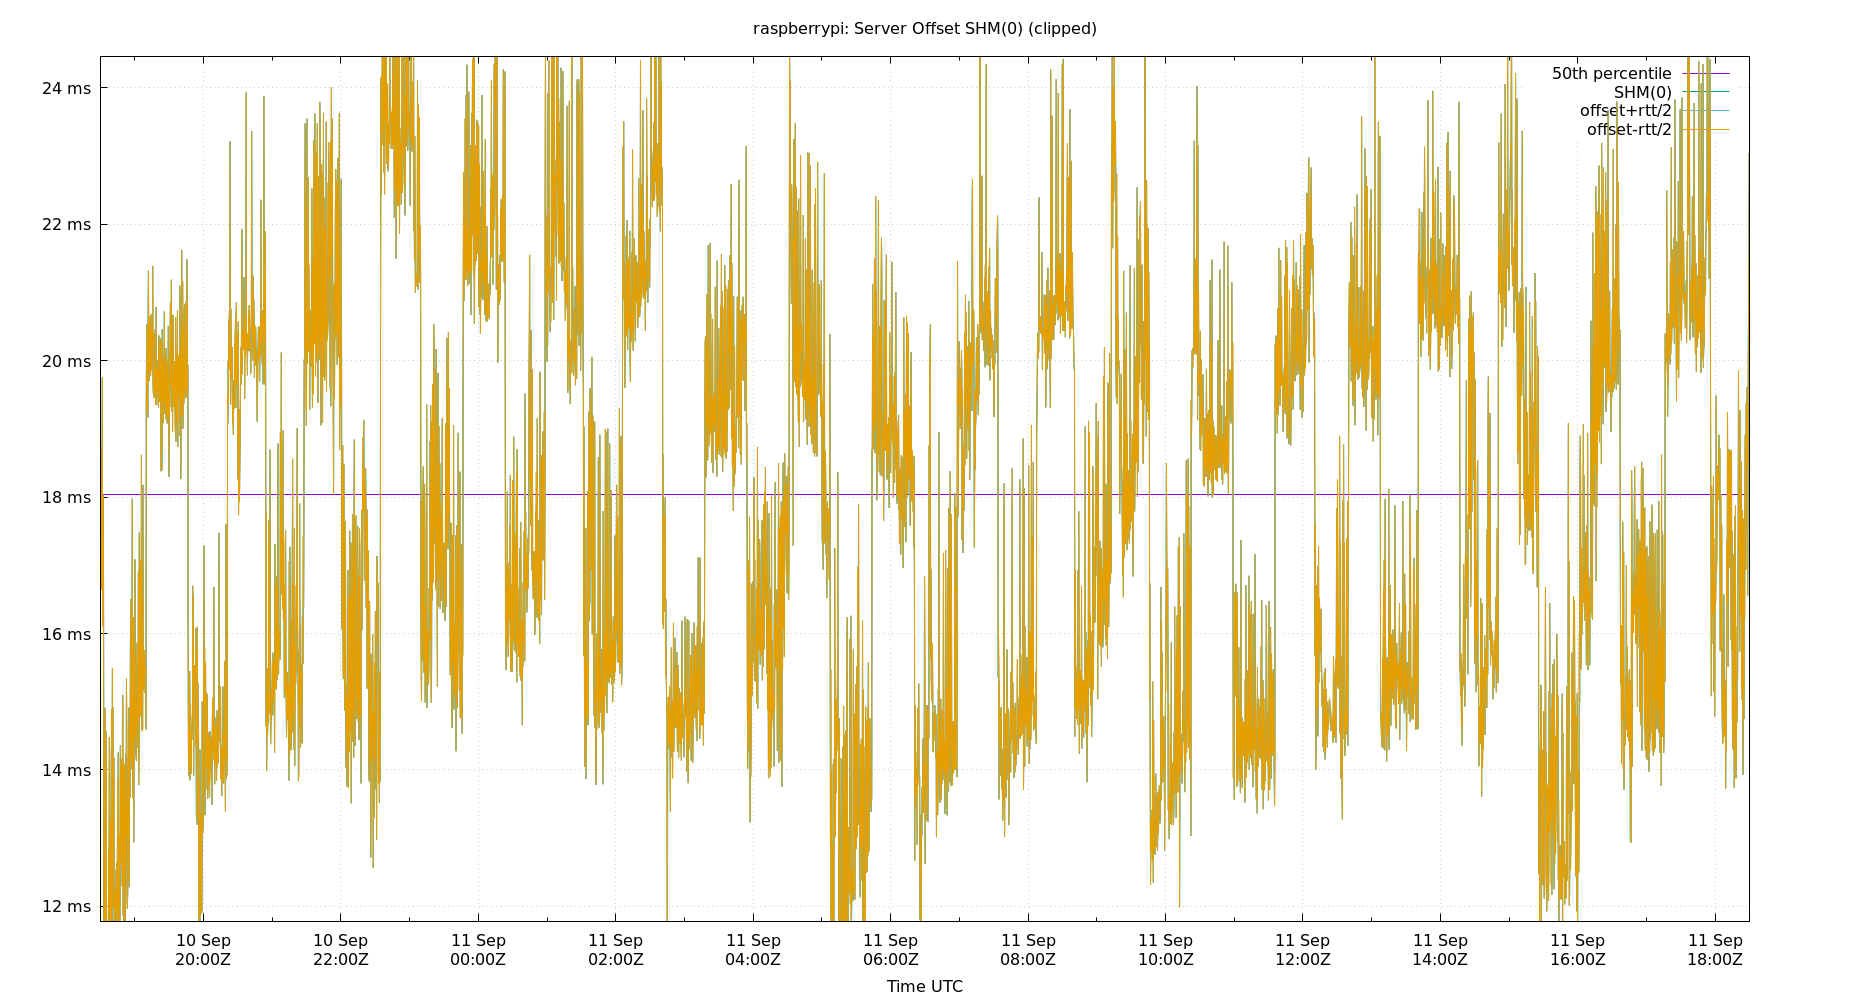 raspberrypi: Server Offset SHM(0) (clipped)
50th percentile
SHM(0)
offset+rtt/2
offset-rtt/2
24 ms
22 ms
20 ms
18 ms
16 ms
14 ms
12 ms
10 Sep 10 Sep 11 Sep 11 Sep 11 Sep 11 Sep 11 Sep 11 Sep 11 Sep 11 Sep 11 Sep 11 Sep
20:00Z 22:00Z 00:00Z 02:00Z 04:00Z 06:00Z 08:00Z 10:00Z 12:00Z 14:00Z 16:00Z 18:00Z
Time UTC